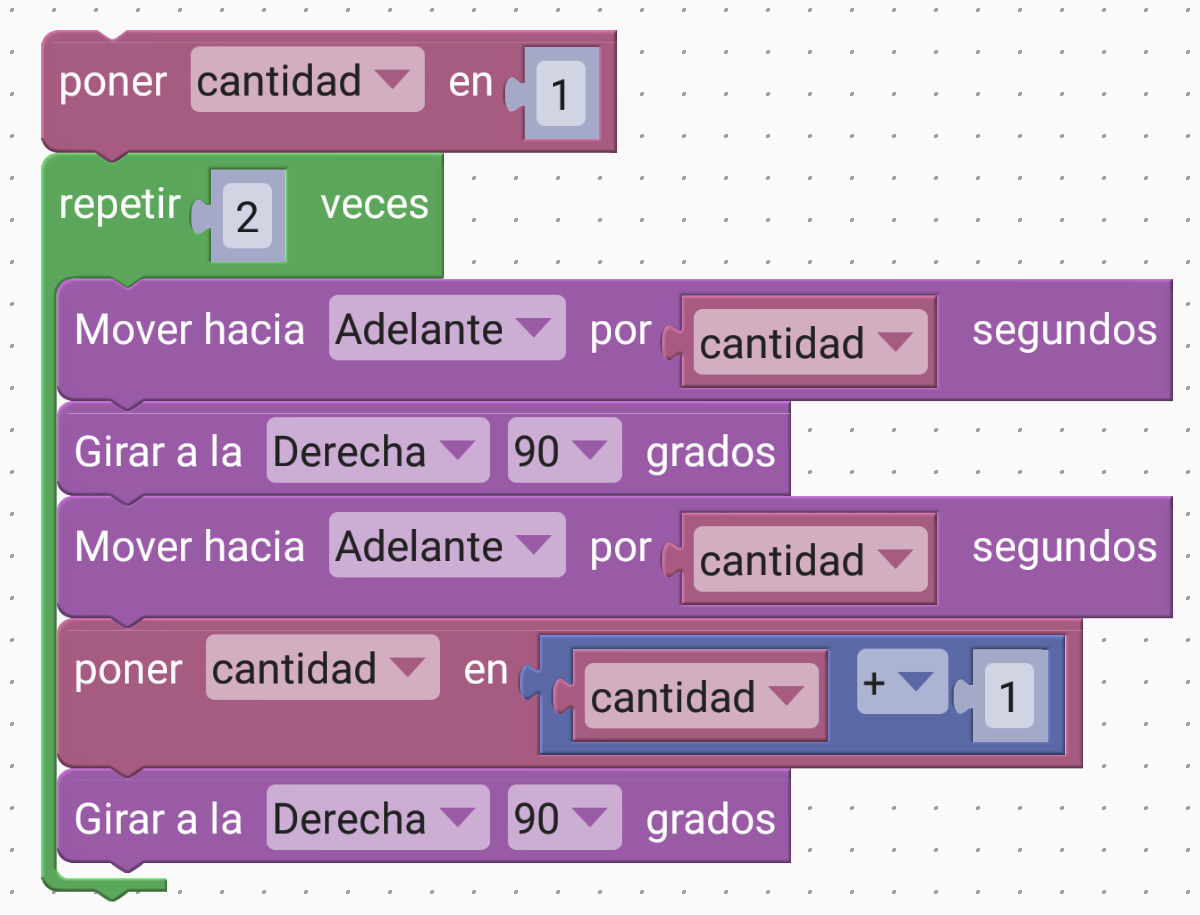 poner cantidad en 1
repetir 2 veces
Mover hacia Adelante por cantidad segundos
Girar a la Derecha 90 grados
Mover hacia Adelante por cantidad segundos
poner cantidad en cantidad + 1
Girar a la Derecha 90 grados